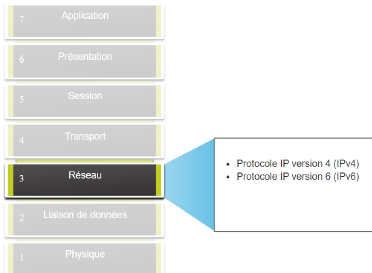 7 Application
6 Présentation
5 Session
4 Transport
3 Réseau
2 Liaison de données
1 Physique
• Protocole IP version 4 (IPv4)
• Protocole IP version 6 (IPv6)